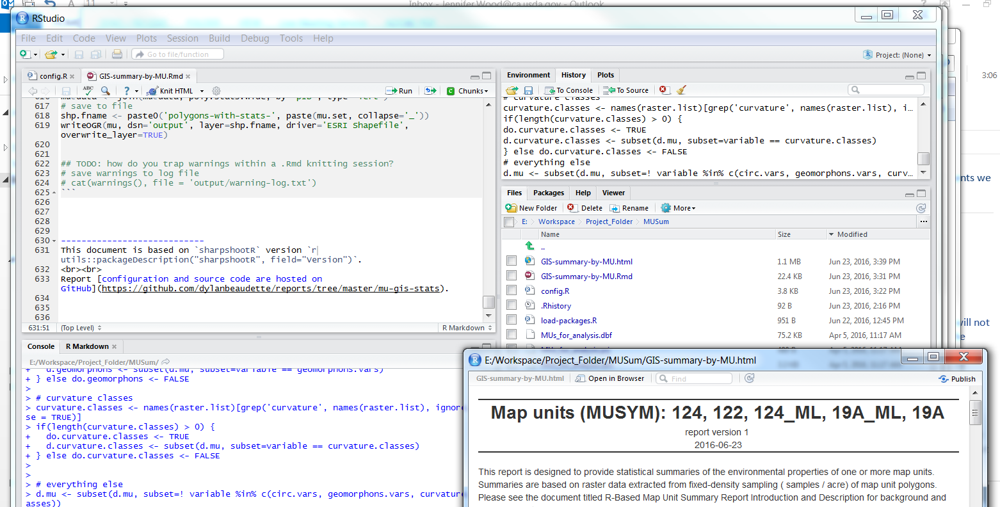 Inbox - Jennifer.Wood@ca.usda.gov - Outlook
RStudio
File Edit Code View Plots Session Build Debug Tools Help
Go to file/function
Project: (None)
config.R
GIS-summary-by-MU.Rmd
ABC
Knit HTML
Run
Chunks
617 # save to file
618 shp.fname <- paste0('polygons-with-stats-', paste(mu.set, collapse='_'))
619 writeOGR(mu, dsn='output', layer=shp.fname, driver='ESRI Shapefile',
overwrite_layer=TRUE)
620
621
622 ## TODO: how do you trap warnings within a .Rmd knitting session?
623 # save warnings to log file
624 # cat(warnings(), file = 'output/warning-log.txt')
625 ```
626
627
628
629
630 ----------------------------
631 This document is based on `sharpshootR` version `r
utils::packageDescription("sharpshootR", field="Version")`.
632 <br><br>
633 Report [configuration and source code are hosted on
GitHub](https://github.com/dylanbeaudette/reports/tree/master/mu-gis-stats).
634
635
636
631:51 (Top Level) R Markdown
Console R Markdown
E:/Workspace/Project_Folder/MUSum/
+ d.geomorphons <- subset(d.mu, subset=variable == geomorphons.vars)
+ } else do.geomorphons <- FALSE
>
> # curvature classes
> curvature.classes <- names(raster.list)[grep('curvature', names(raster.list), ignore
se = TRUE)]
> if(length(curvature.classes) > 0) {
+ do.curvature.classes <- TRUE
+ d.curvature.classes <- subset(d.mu, subset=variable == curvature.classes)
+ } else do.curvature.classes <- FALSE
>
>
> # everything else
> d.mu <- subset(d.mu, subset=! variable %in% c(circ.vars, geomorphons.vars, curvature
asses))
Environment History Plots
To Console To Source
# curvature classes
curvature.classes <- names(raster.list)[grep('curvature', names(raster.list), i…
if(length(curvature.classes) > 0) {
do.curvature.classes <- TRUE
d.curvature.classes <- subset(d.mu, subset=variable == curvature.classes)
} else do.curvature.classes <- FALSE
# everything else
d.mu <- subset(d.mu, subset=! variable %in% c(circ.vars, geomorphons.vars, curv…
Files Packages Help Viewer
New Folder Delete Rename More
E: Workspace Project_Folder MUSum ...
Name Size Modified
..
GIS-summary-by-MU.html 1.1 MB Jun 23, 2016, 3:39 PM
GIS-summary-by-MU.Rmd 22.4 KB Jun 23, 2016, 3:31 PM
config.R 3.8 KB Jun 23, 2016, 3:22 PM
.Rhistory 92 B Jun 23, 2016, 2:16 PM
load-packages.R 951 B Jun 22, 2016, 12:45 PM
MUs_for_analysis.dbf 75.2 KB Apr 5, 2016, 11:17 AM
E:/Workspace/Project_Folder/MUSum/GIS-summary-by-MU.html
GIS-summary-by-MU.html Open in Browser Find Publish
Map units (MUSYM): 124, 122, 124_ML, 19A_ML, 19A
report version 1
2016-06-23
This report is designed to provide statistical summaries of the environmental properties of one or more map units.
Summaries are based on raster data extracted from fixed-density sampling ( samples / acre) of map unit polygons.
Please see the document titled R-Based Map Unit Summary Report Introduction and Description for background and
3:06
nts we
vill not
e